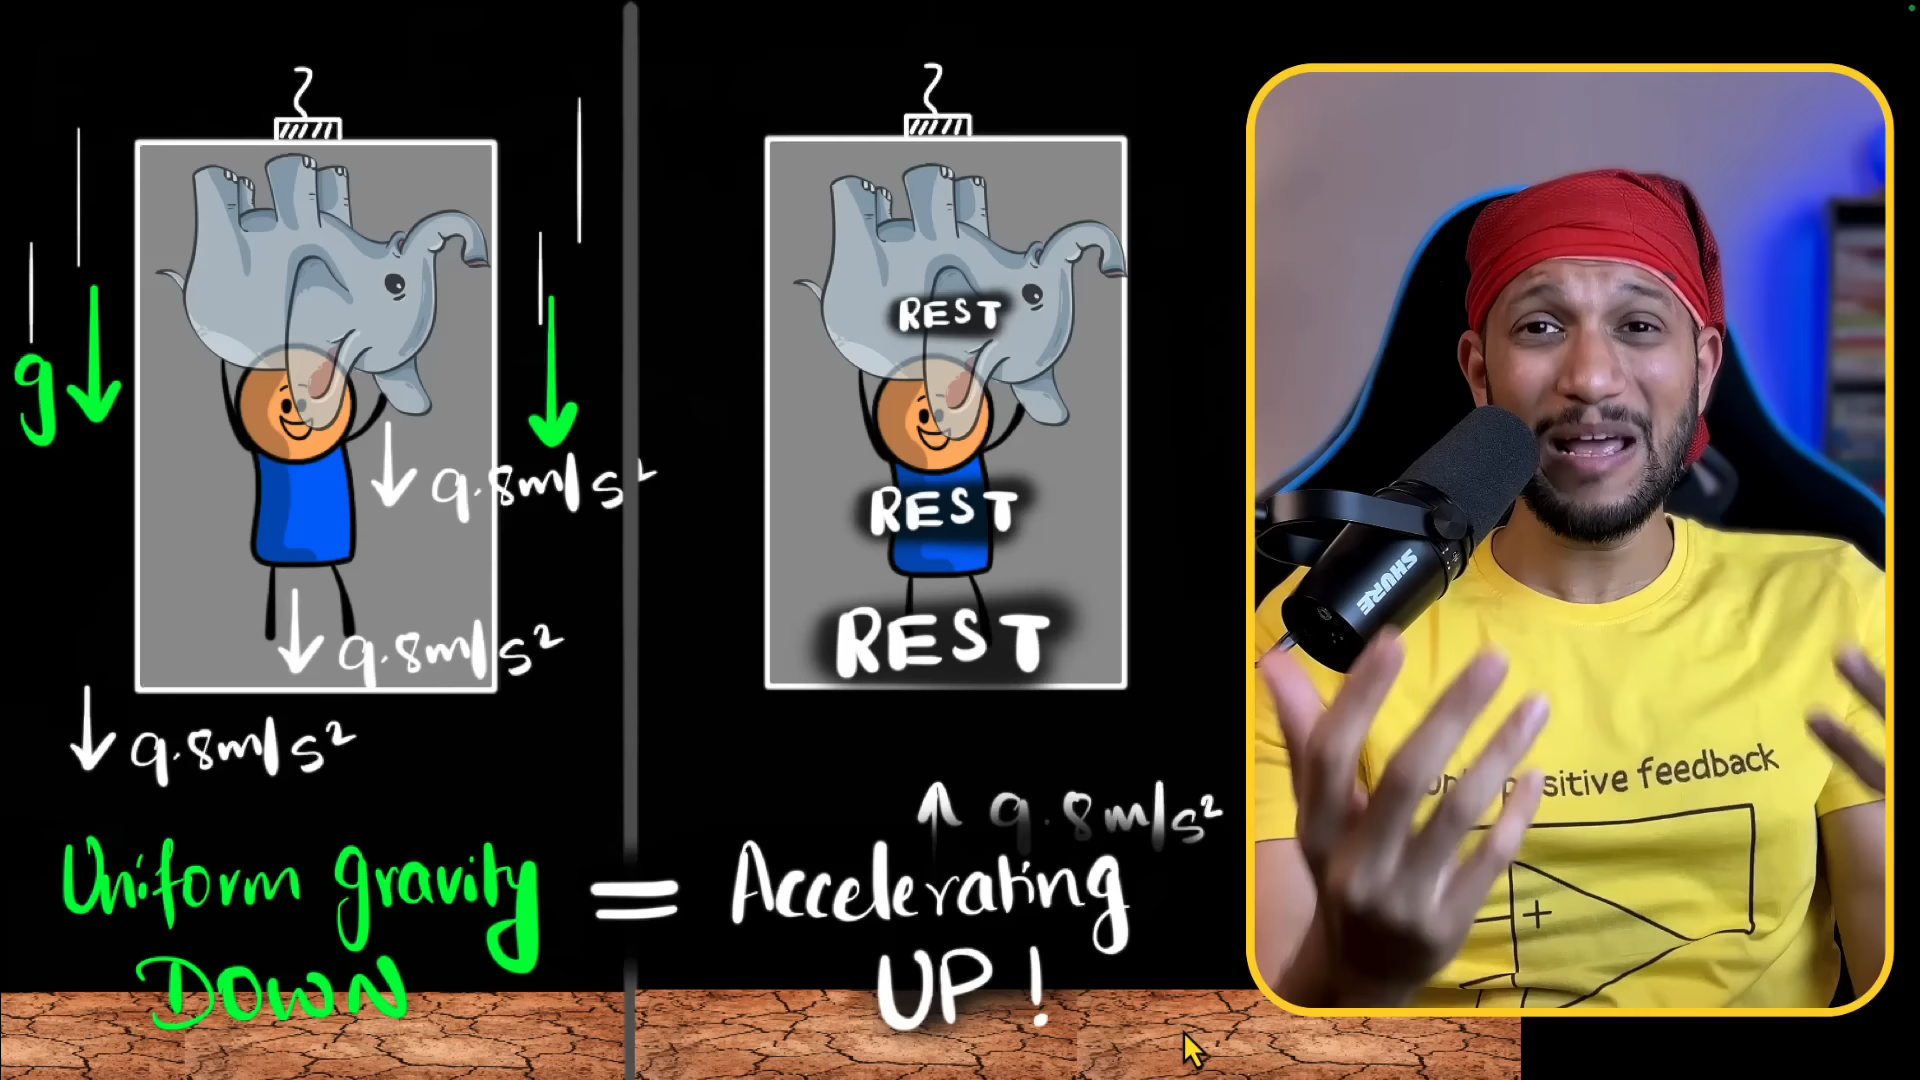 g
9.8m/s²
9.8m/s²
9.8m/s²
Uniform gravity
DOWN
=
REST
REST
REST
9.8m/s²
Accelerating
UP!
SHURE
positive feedback
+